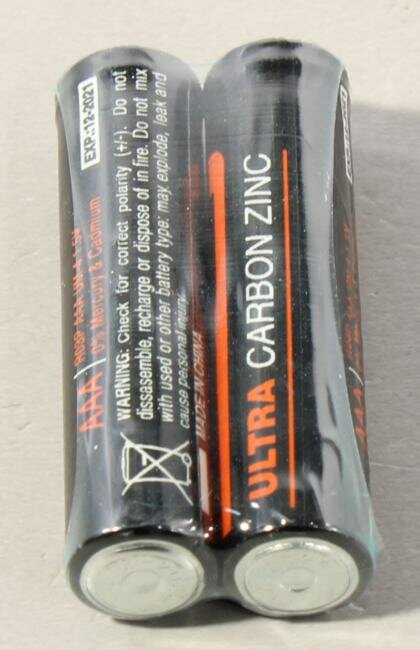 EXP.:12-2021
AAA
R03P AAA UM-4 1.5V
0% Mercury & Cadmium
WARNING: Check for correct polarity (+/-). Do not
dissasemble, recharge or dispose of in fire. Do not mix
with used or other battery type: may explode, leak and
cause personal injury.
MADE IN CHINA
ULTRA CARBON ZINC
AAA